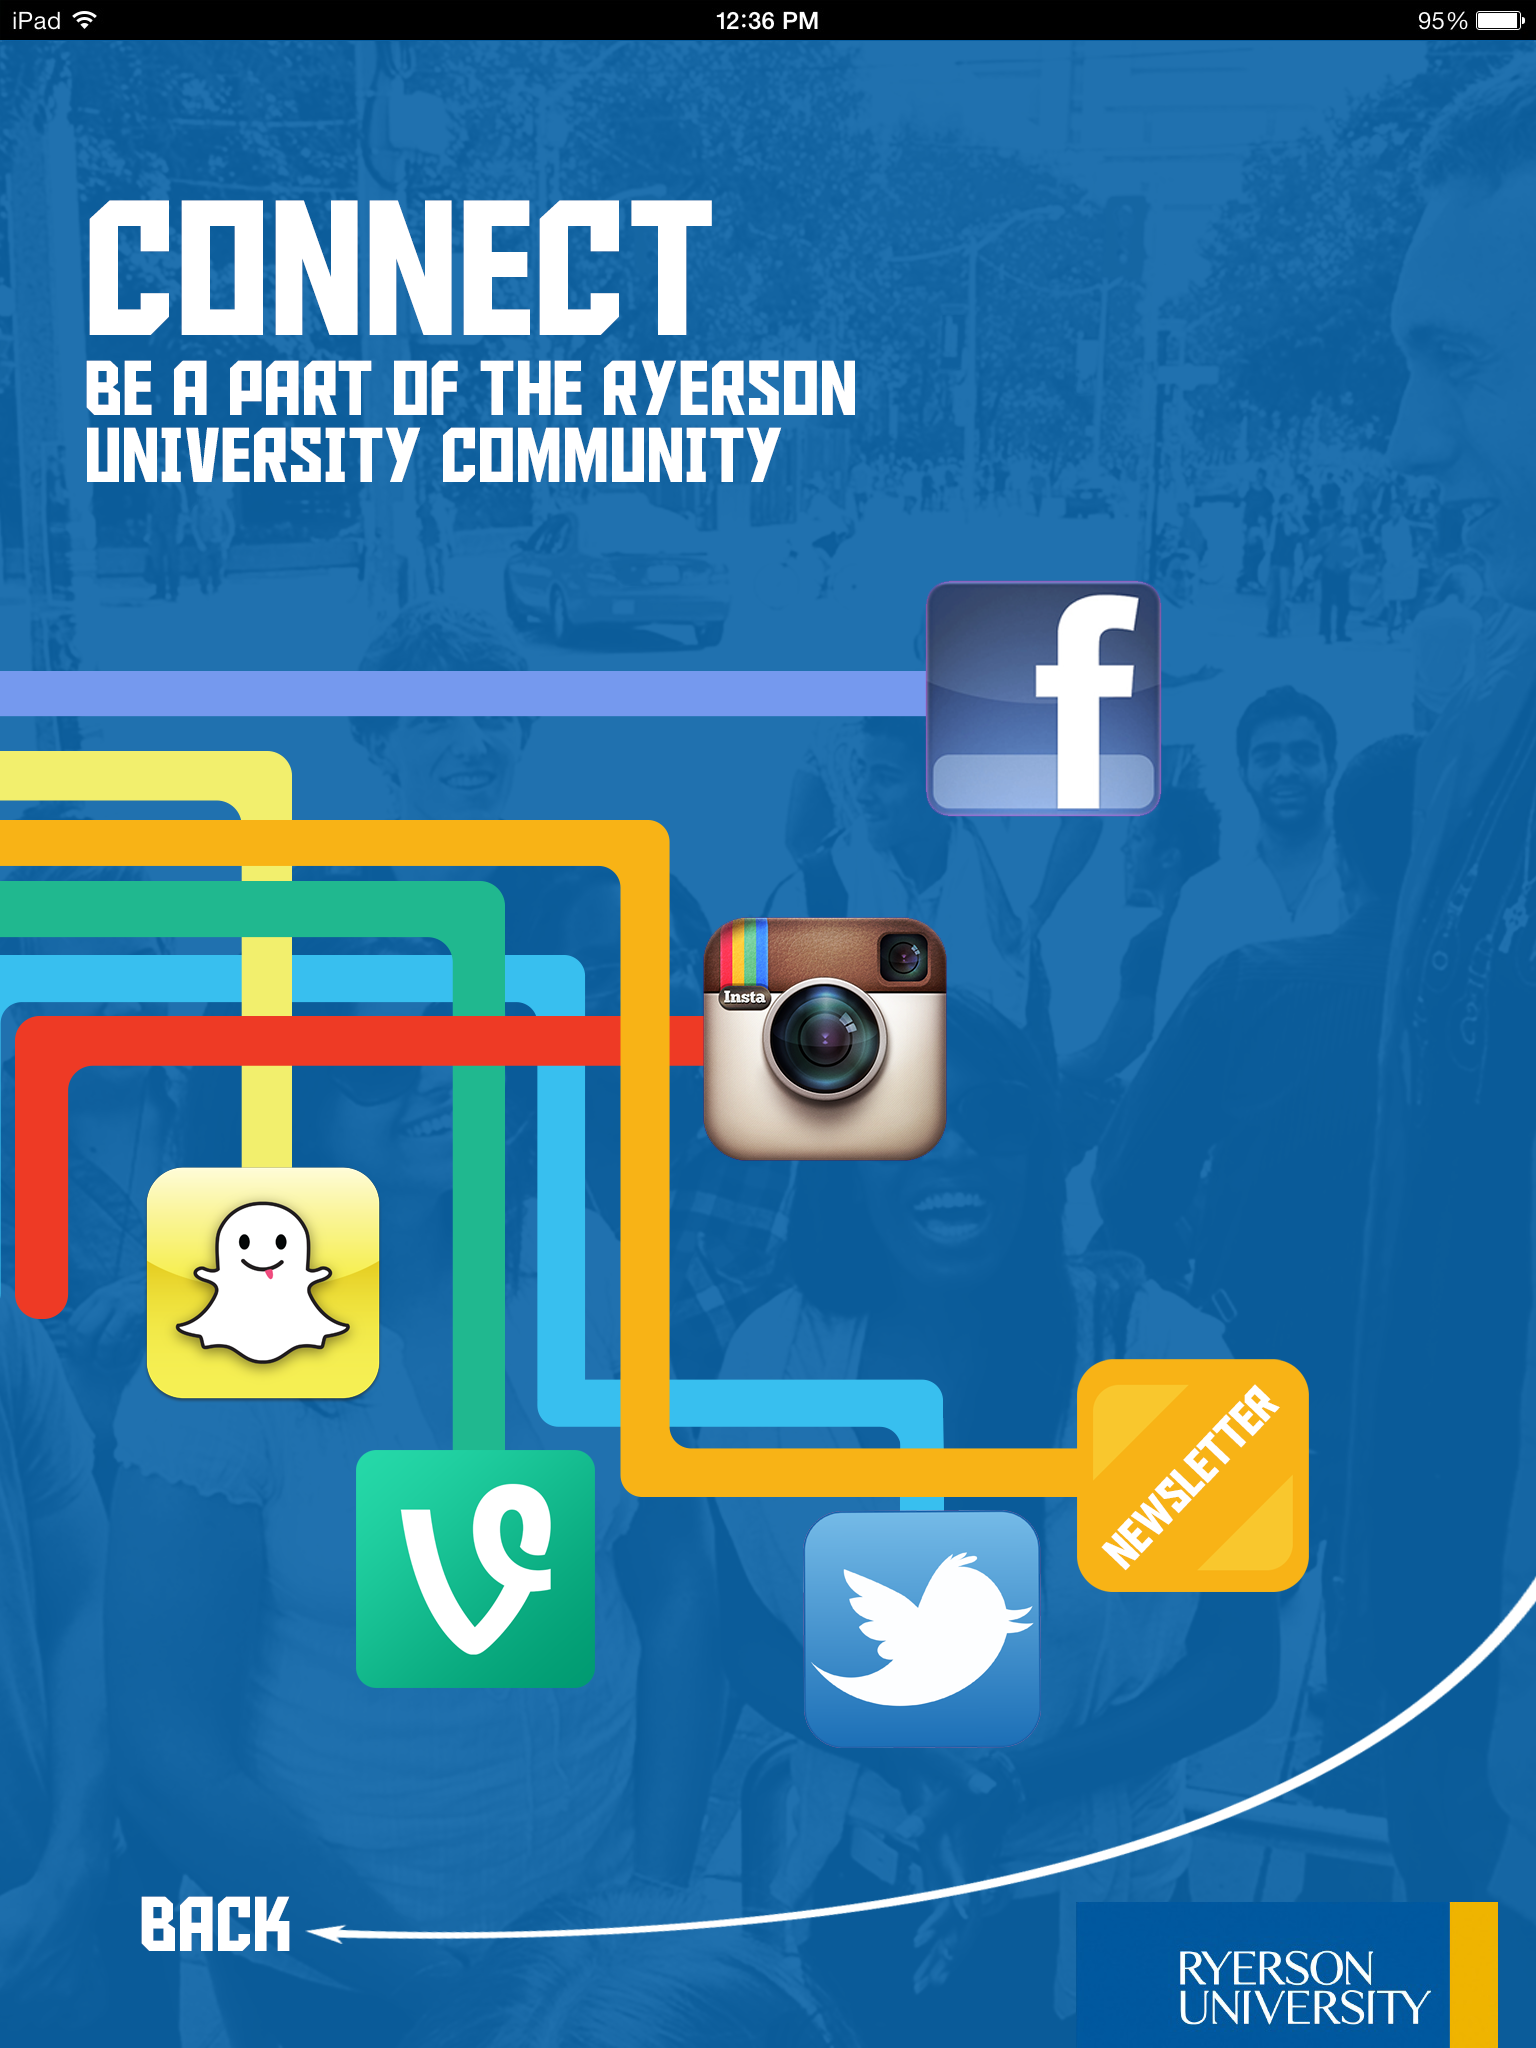 iPad
12:36 PM
95%
CONNECT
BE A PART OF THE RYERSON
UNIVERSITY COMMUNITY
f
Insta
NEWSLETTER
BACK
RYERSON
UNIVERSITY